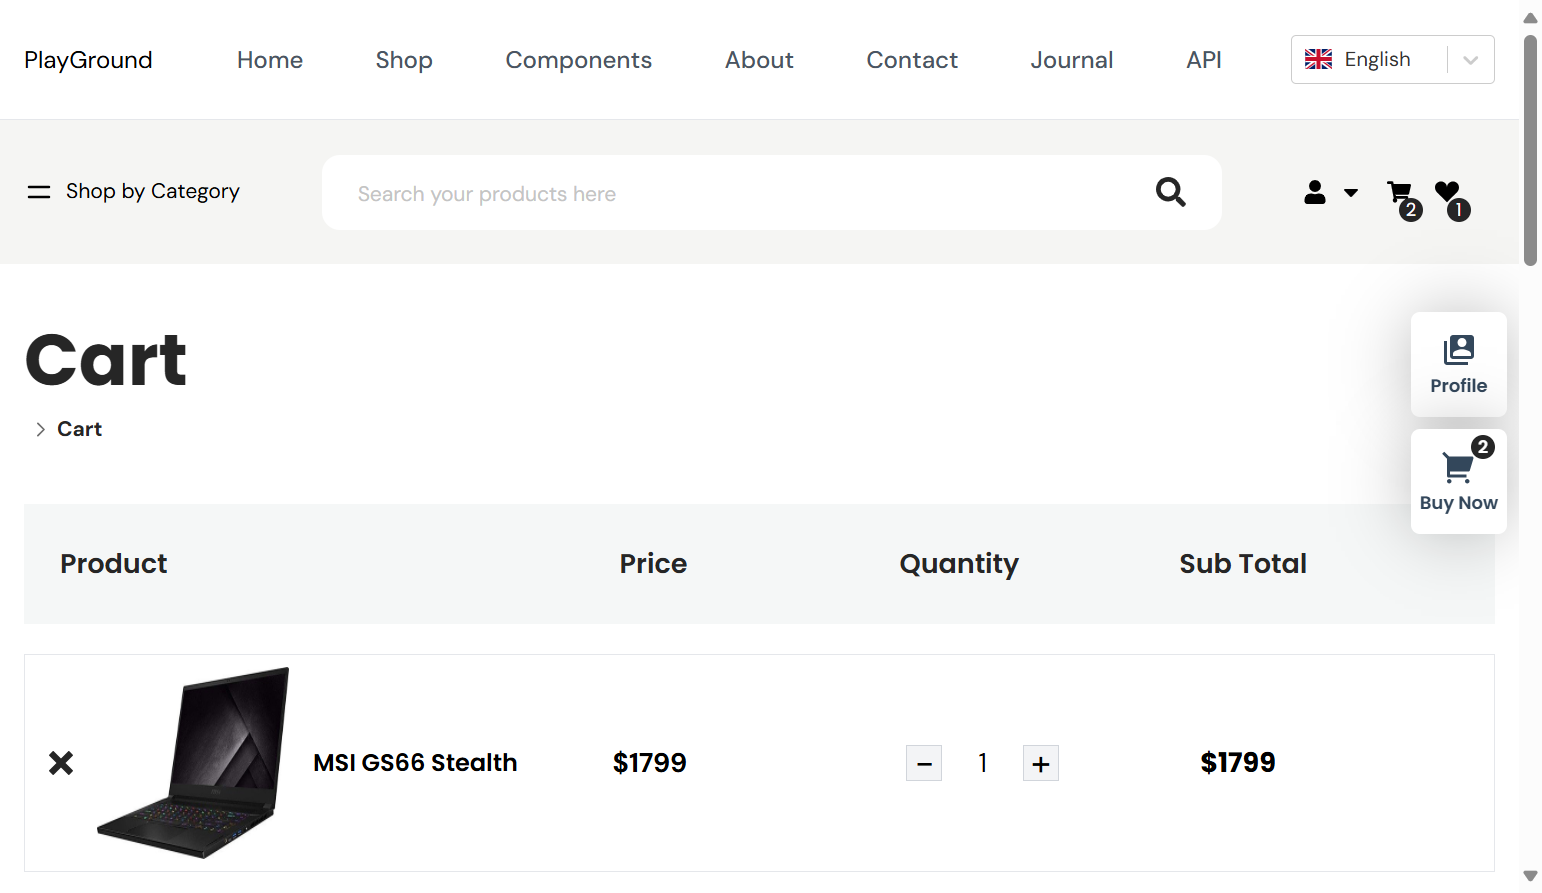 PlayGround Home Shop Components About Contact Journal API English
Shop by Category Search your products here 2 1
Cart
Cart
Profile
2
Buy Now
Product Price Quantity Sub Total
MSI GS66 Stealth $1799 − 1 + $1799